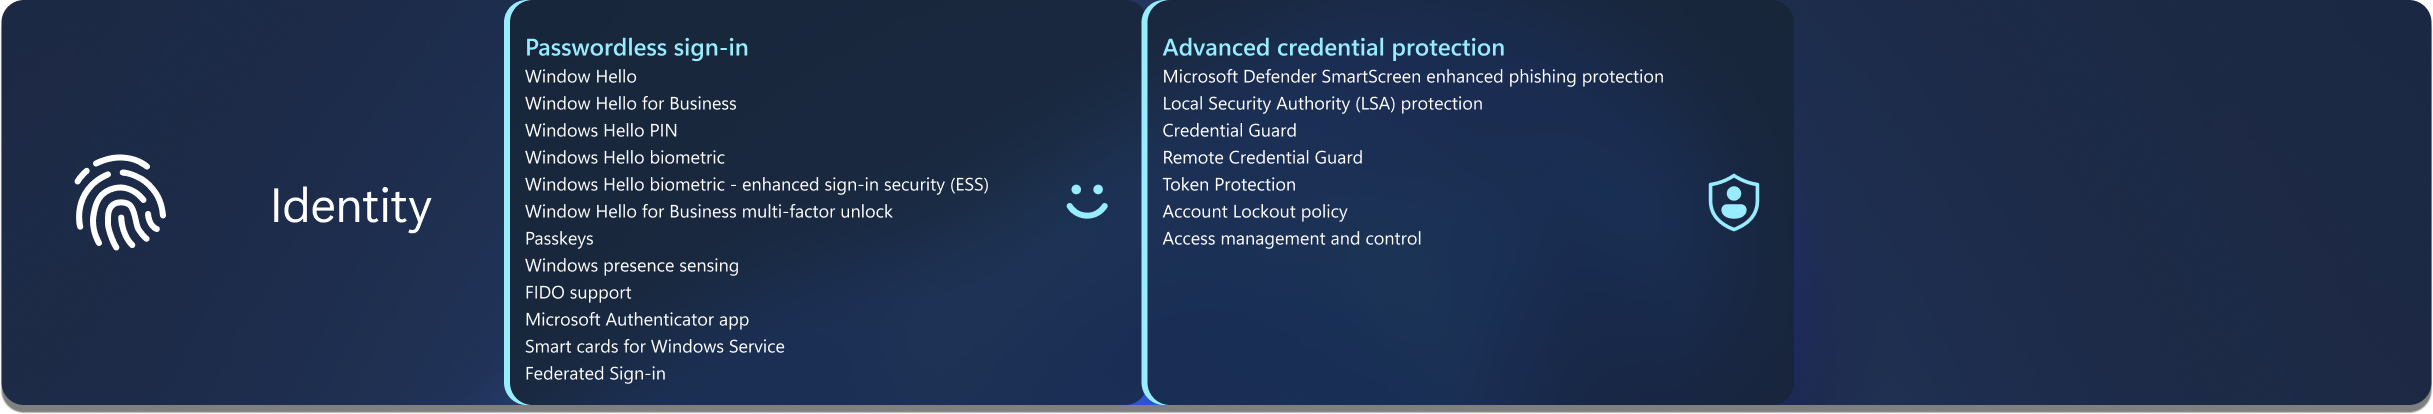 Identity
Passwordless sign-in
Window Hello
Window Hello for Business
Windows Hello PIN
Windows Hello biometric
Windows Hello biometric - enhanced sign-in security (ESS)
Window Hello for Business multi-factor unlock
Passkeys
Windows presence sensing
FIDO support
Microsoft Authenticator app
Smart cards for Windows Service
Federated Sign-in
Advanced credential protection
Microsoft Defender SmartScreen enhanced phishing protection
Local Security Authority (LSA) protection
Credential Guard
Remote Credential Guard
Token Protection
Account Lockout policy
Access management and control